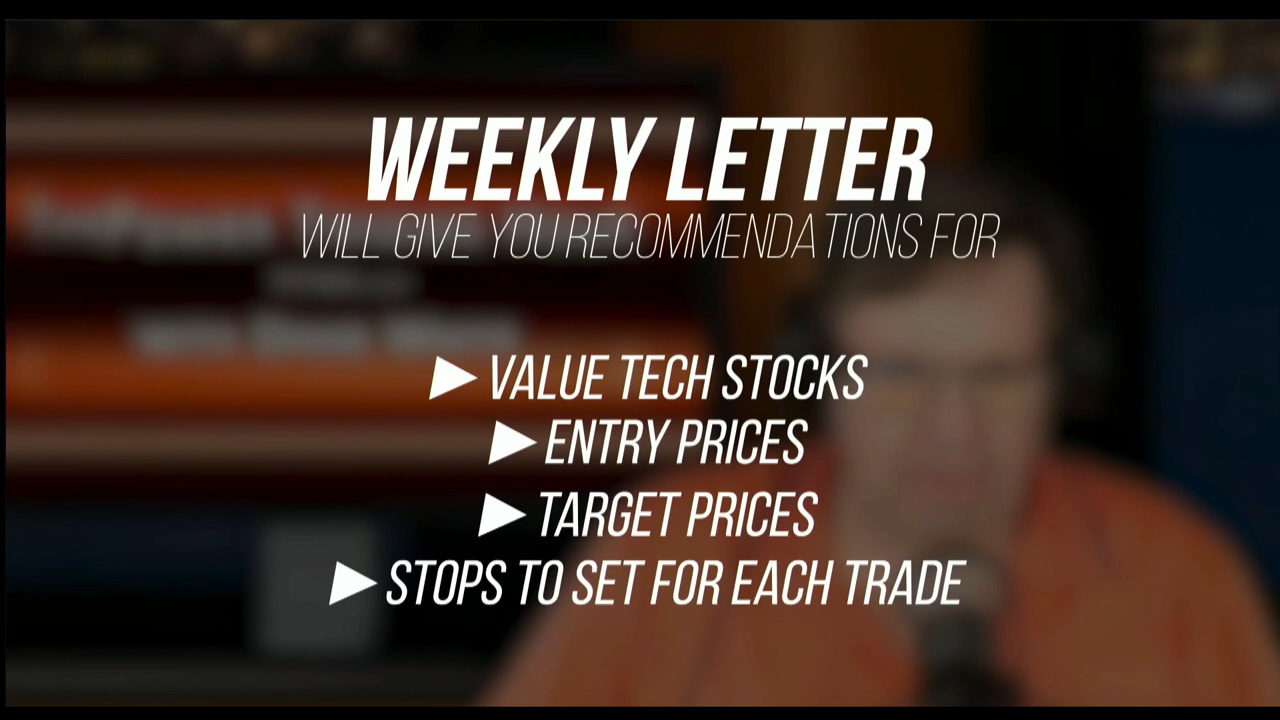 WEEKLY LETTER
WILL GIVE YOU RECOMMENDATIONS FOR
▶ VALUE TECH STOCKS
▶ ENTRY PRICES
▶ TARGET PRICES
▶ STOPS TO SET FOR EACH TRADE